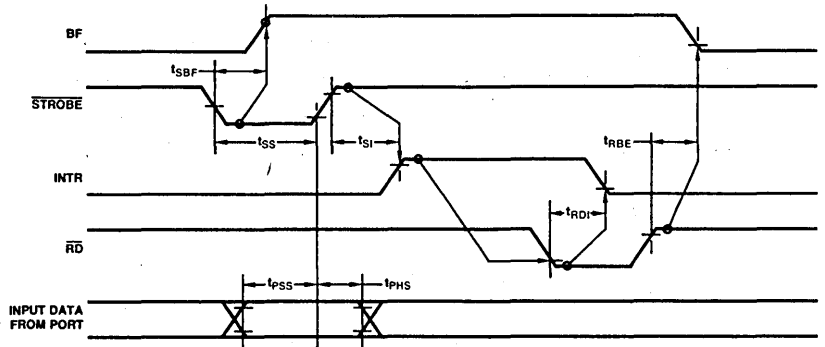 BF
tSBF
STROBE
tSS
tSI
tRBE
INTR
tRDI
RD
tPSS
tPHS
INPUT DATA
FROM PORT